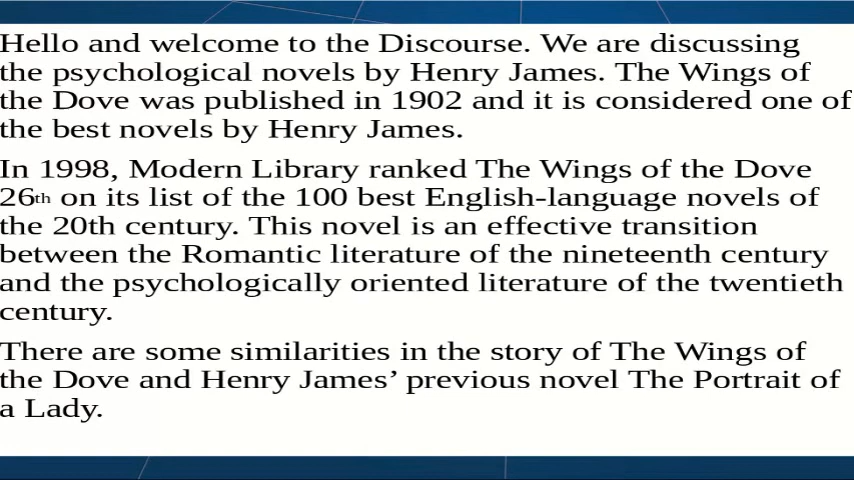 Hello and welcome to the Discourse. We are discussing
the psychological novels by Henry James. The Wings of
the Dove was published in 1902 and it is considered one of
the best novels by Henry James.
In 1998, Modern Library ranked The Wings of the Dove
26th on its list of the 100 best English-language novels of
the 20th century. This novel is an effective transition
between the Romantic literature of the nineteenth century
and the psychologically oriented literature of the twentieth
century.
There are some similarities in the story of The Wings of
the Dove and Henry James’ previous novel The Portrait of
a Lady.